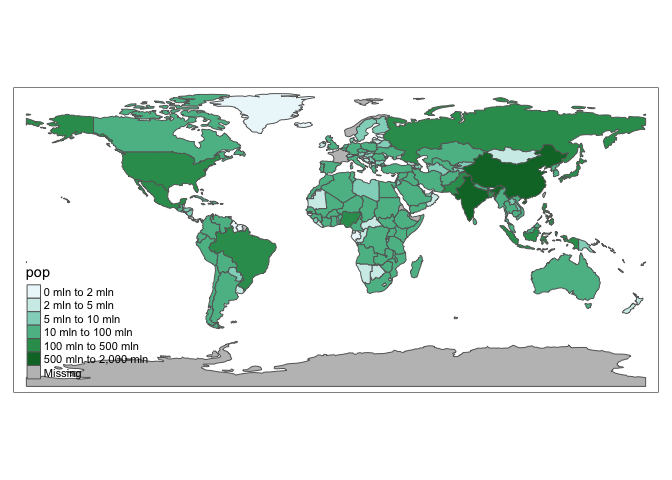 pop
0 mln to 2 mln
2 mln to 5 mln
5 mln to 10 mln
10 mln to 100 mln
100 mln to 500 mln
500 mln to 2,000 mln
Missing